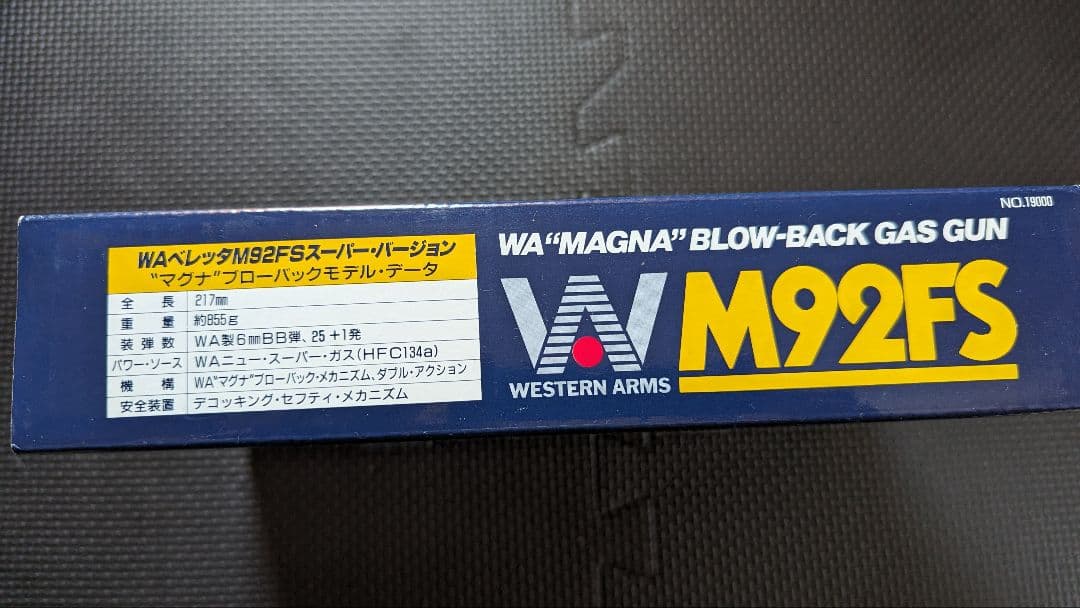 NO.19000
WAベレッタM92FSスーパー・バージョン
“マグナ”ブローバックモデル・データ
全 長 217mm
重 量 約855g
装 弾 数 WA製6mmBB弾、25+1発
パワー・ソース WAニュー・スーパー・ガス(HFC134a)
機 構 WA“マグナ”ブローバック・メカニズム、ダブル・アクション
安全装置 デコッキング・セフティ・メカニズム
WA“MAGNA” BLOW-BACK GAS GUN
WA
WESTERN ARMS
M92FS